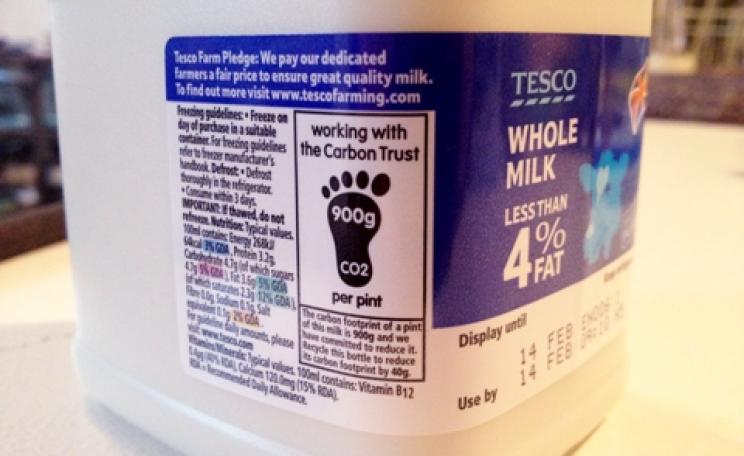 Tesco Farm Pledge: We pay our dedicated
farmers a fair price to ensure great quality milk.
To find out more visit www.tescofarming.com
Freezing guidelines: • Freeze on
day of purchase in a suitable
container. For freezing guidelines
refer to freezer manufacturer's
handbook. Defrost: • Defrost
thoroughly in the refrigerator.
• Consume within 3 days.
IMPORTANT: If thawed, do not
refreeze. Nutrition: Typical values.
100ml contains: Energy 268kJ/
64kcal 3% GDA, Protein 3.2g,
Carbohydrate 4.7g (of which sugars
4.7g 5% GDA), Fat 3.6g 5% GDA
(of which saturates 2.3g 12% GDA),
Fibre 0.0g, Sodium 0.1g, Salt
equivalent 0.1g 2% GDA.
For guideline daily amounts, please
visit: www.tesco.com
Vitamins/Minerals: Typical values. 100ml contains: Vitamin B12
0.4µg (40% RDA), Calcium 120.0mg (15% RDA).
RDA = Recommended Daily Allowance.
working with
the Carbon Trust
900g
CO2
per pint
The carbon footprint of a pint
of this milk is 900g and we
have committed to reduce it.
Recycle this bottle to reduce
its carbon footprint by 40g.
TESCO
WHOLE
MILK
LESS THAN
4%
FAT
Display until
14 FEB
14 FEB
Use by